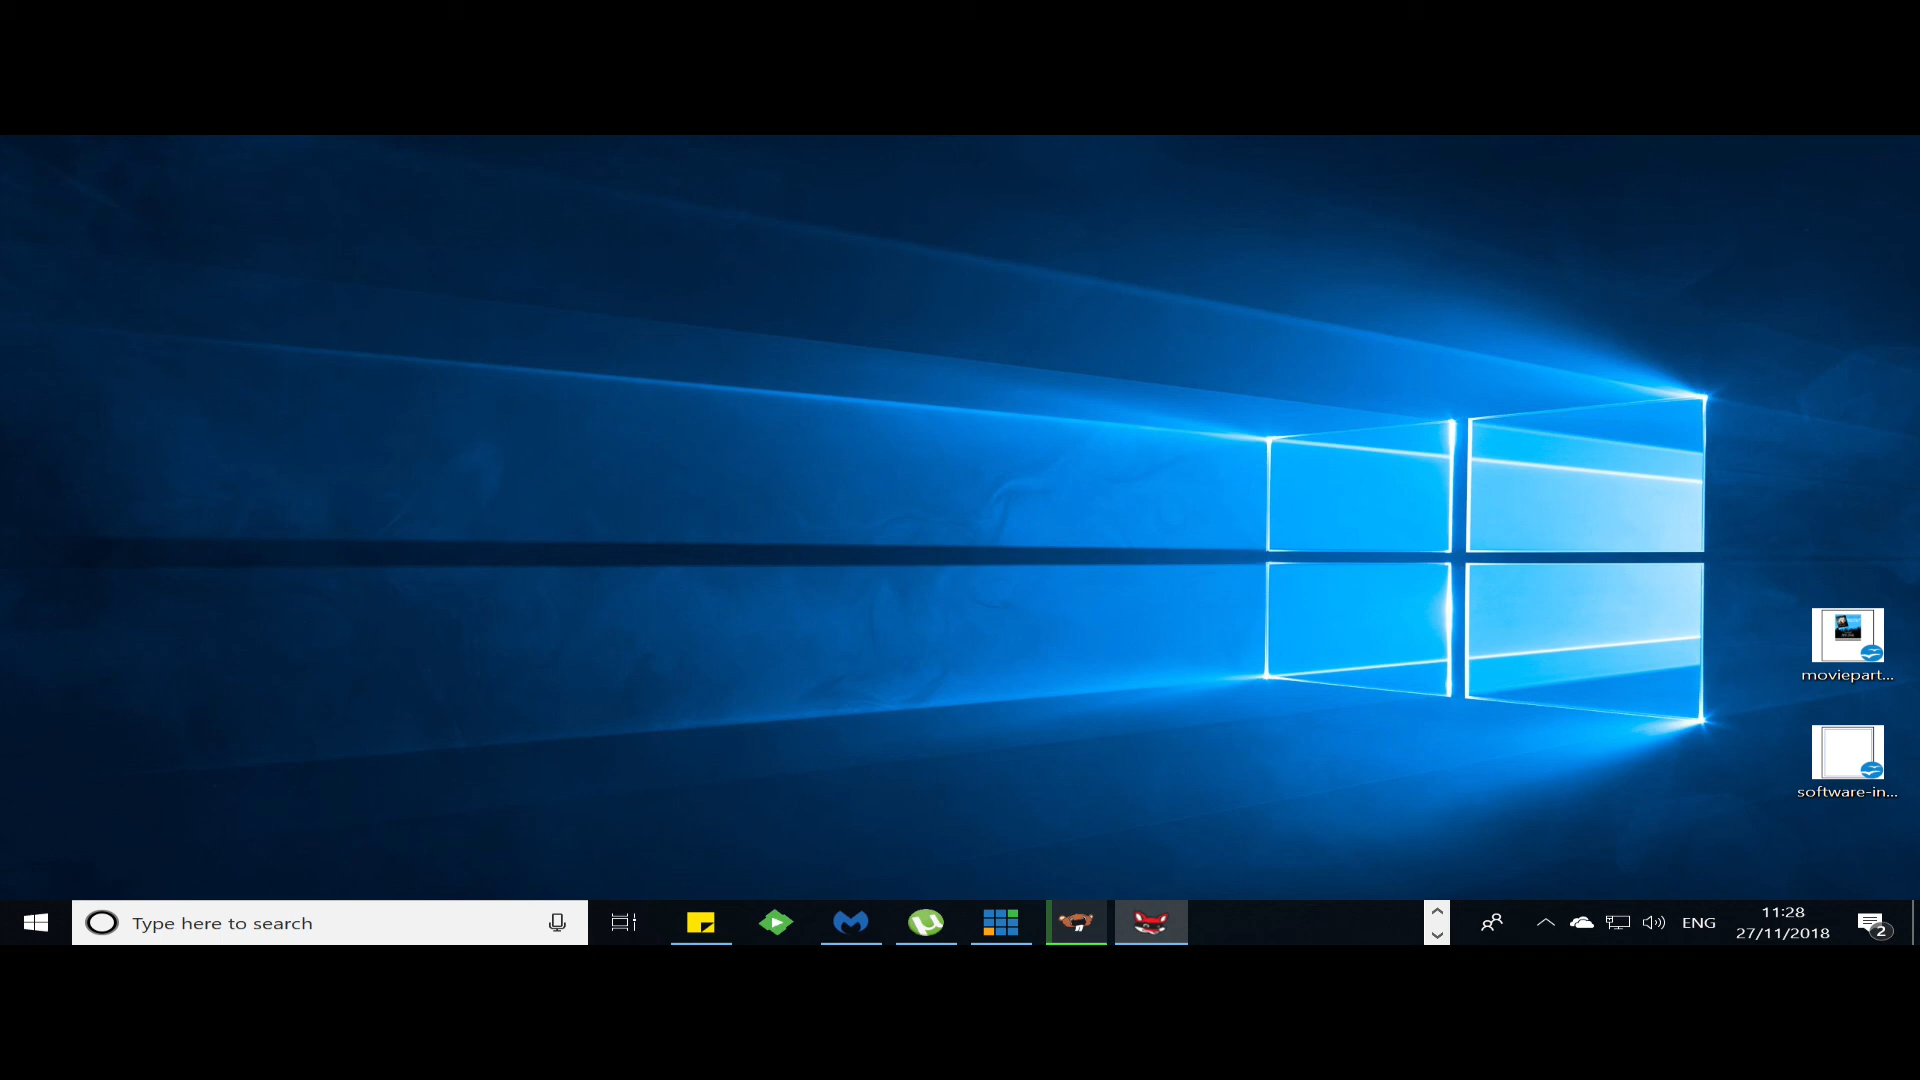 moviepart...
software-in...
Type here to search
ENG
11:28
27/11/2018
2